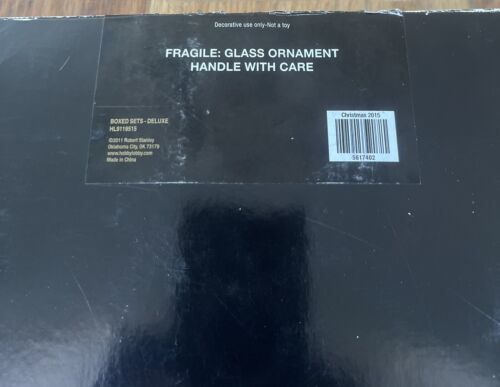 Decorative use only-Not a toy
FRAGILE: GLASS ORNAMENT
HANDLE WITH CARE
BOXED SETS - DELUXE
HL9119515
©2011 Robert Stanley
Oklahoma City, OK 73179
www.hobbylobby.com
Made in China
Christmas 2015
5617402